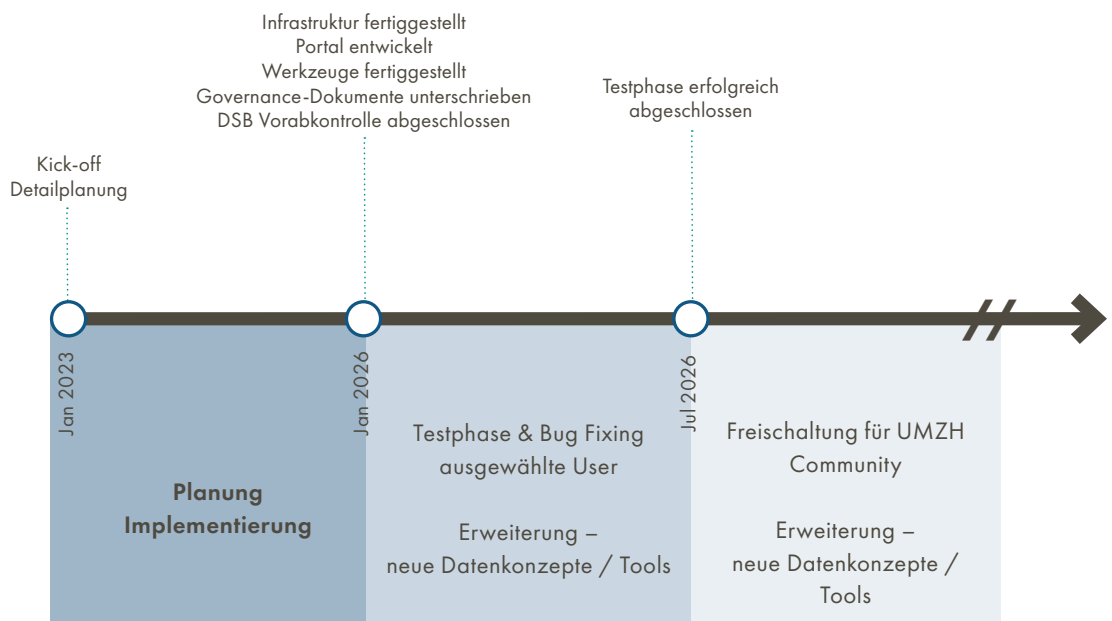 Infrastruktur fertiggestellt
Portal entwickelt
Werkzeuge fertiggestellt
Governance-Dokumente unterschrieben
DSB Vorabkontrolle abgeschlossen
Testphase erfolgreich
abgeschlossen
Kick-off
Detailplanung
Jan 2023
Jan 2026
Jul 2026
Planung
Implementierung
Testphase & Bug Fixing
ausgewählte User
Erweiterung –
neue Datenkonzepte / Tools
Freischaltung für UMZH
Community
Erweiterung –
neue Datenkonzepte /
Tools